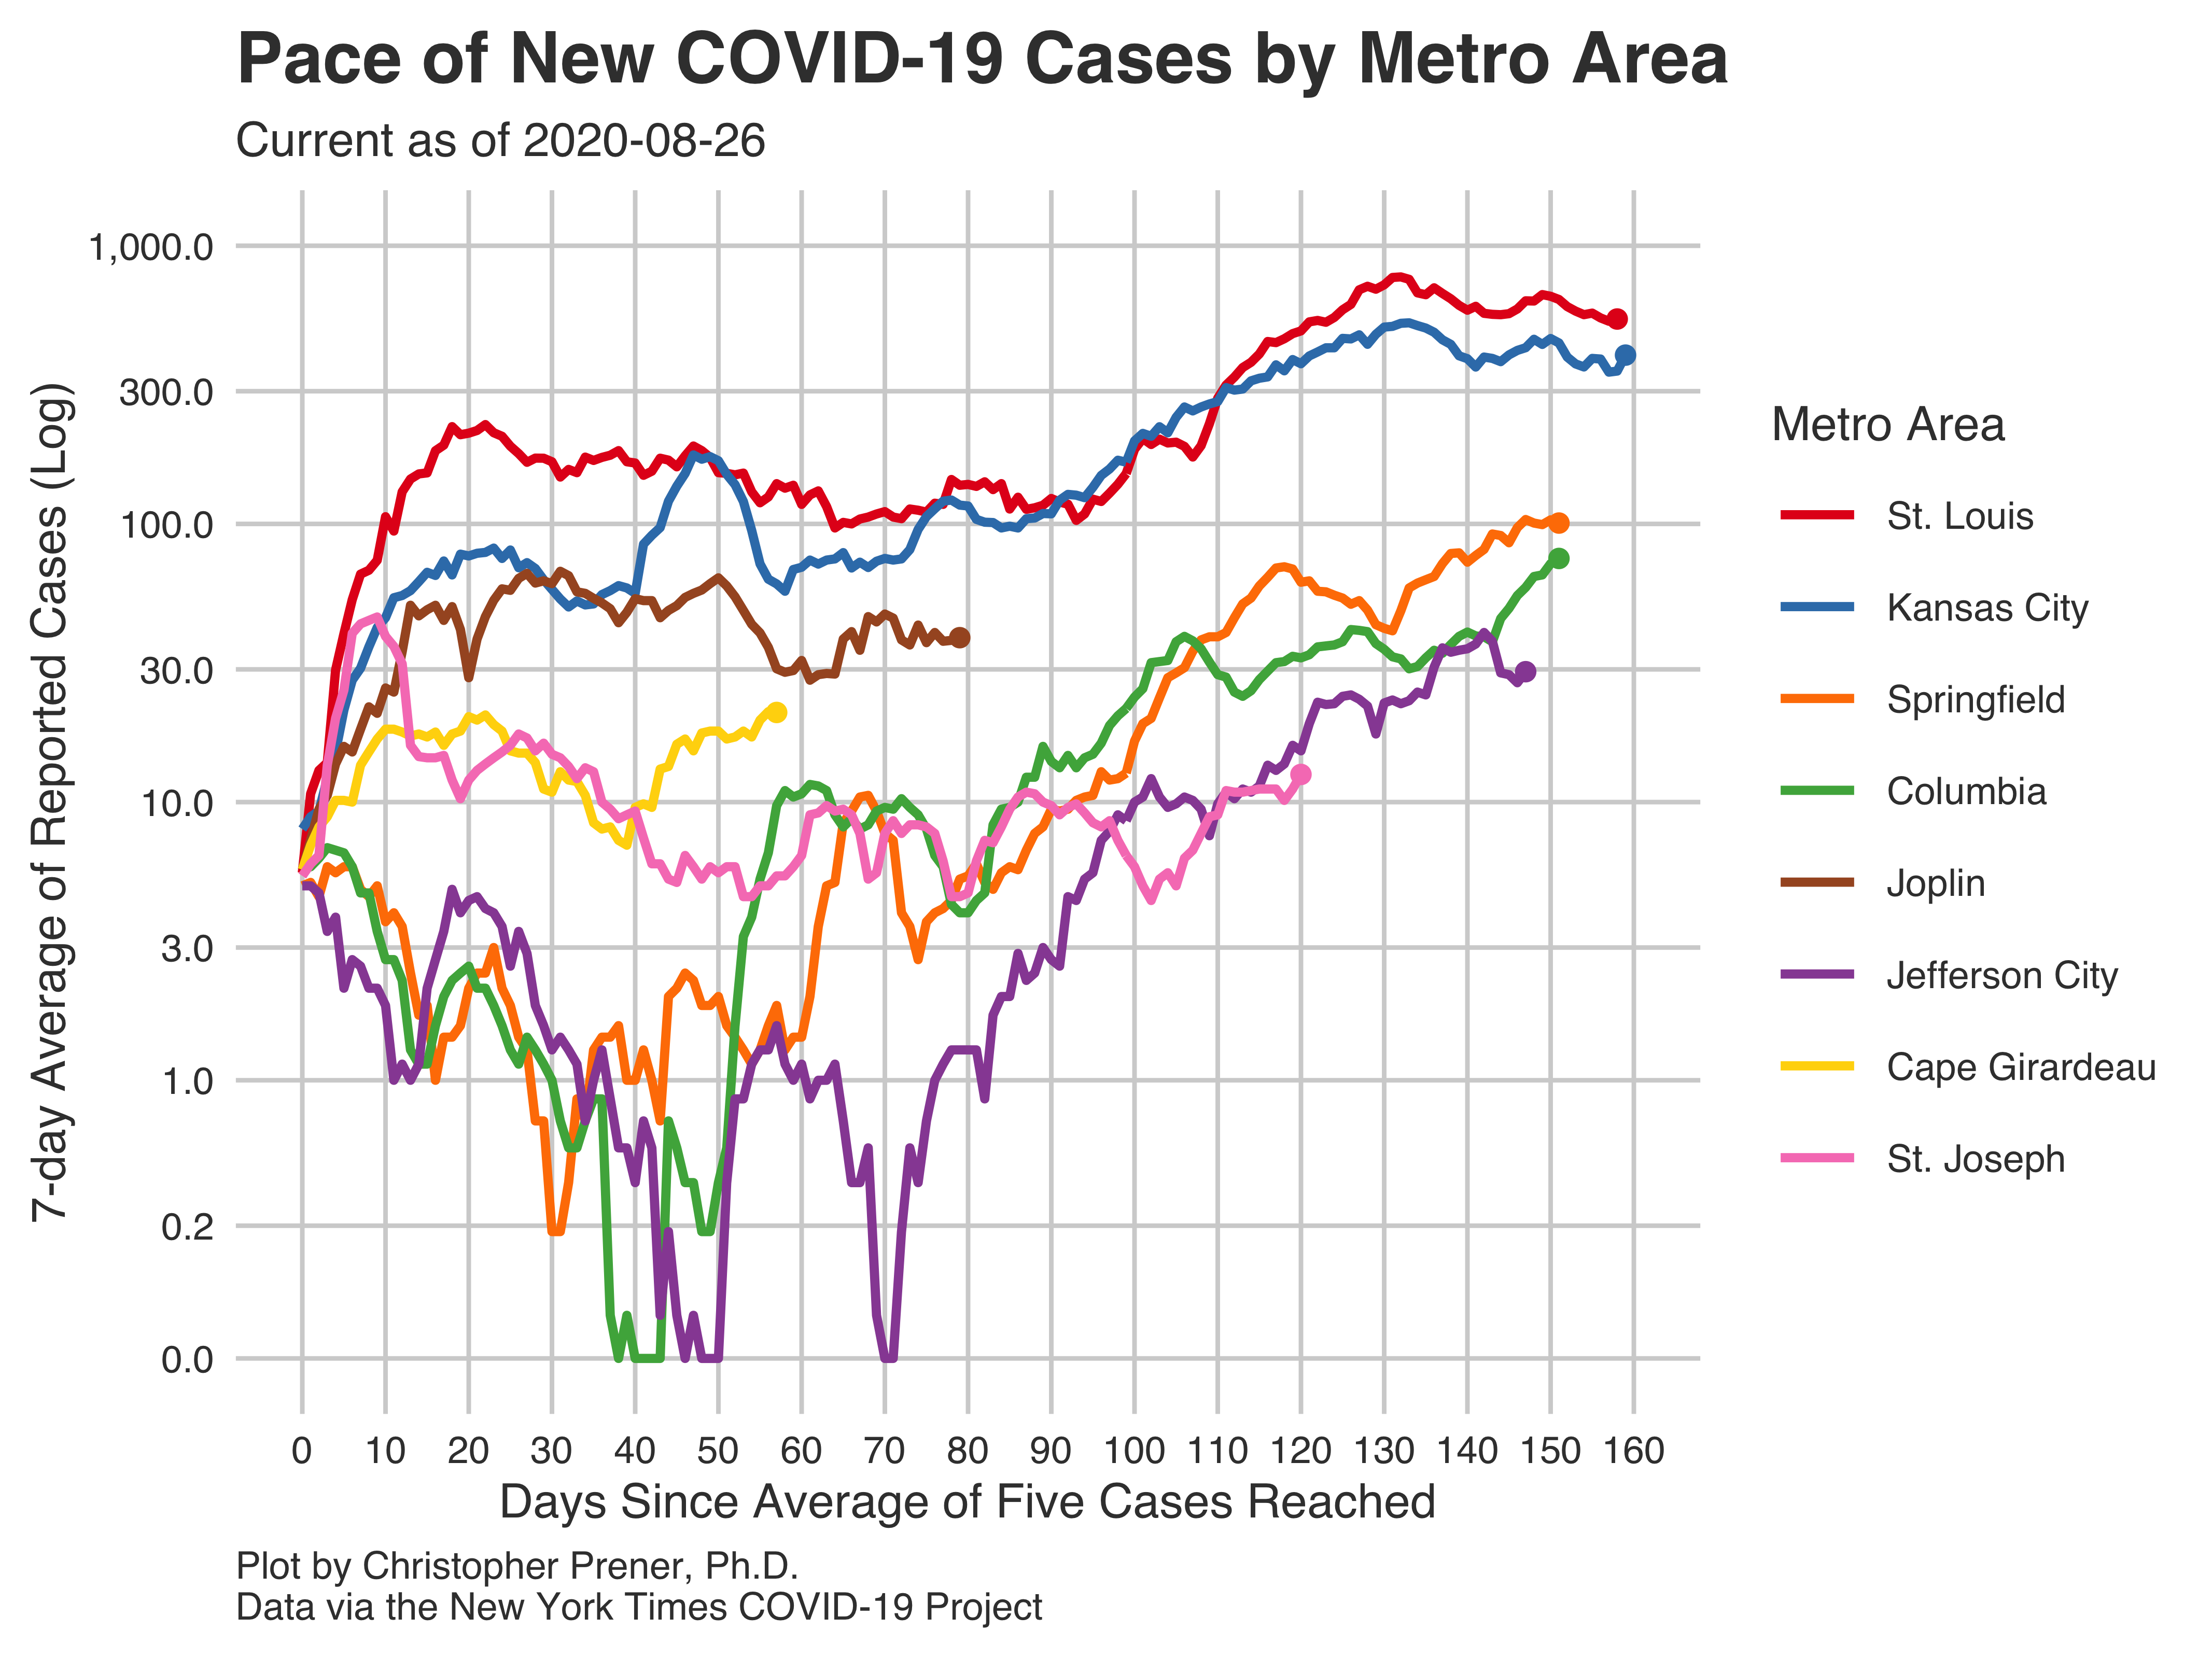 Pace of New COVID-19 Cases by Metro Area
Current as of 2020-08-26
7-day Average of Reported Cases (Log)
1,000.0
300.0
100.0
30.0
10.0
3.0
1.0
0.2
0.0
0 10 20 30 40 50 60 70 80 90 100 110 120 130 140 150 160
Days Since Average of Five Cases Reached
Metro Area
St. Louis
Kansas City
Springfield
Columbia
Joplin
Jefferson City
Cape Girardeau
St. Joseph
Plot by Christopher Prener, Ph.D.
Data via the New York Times COVID-19 Project